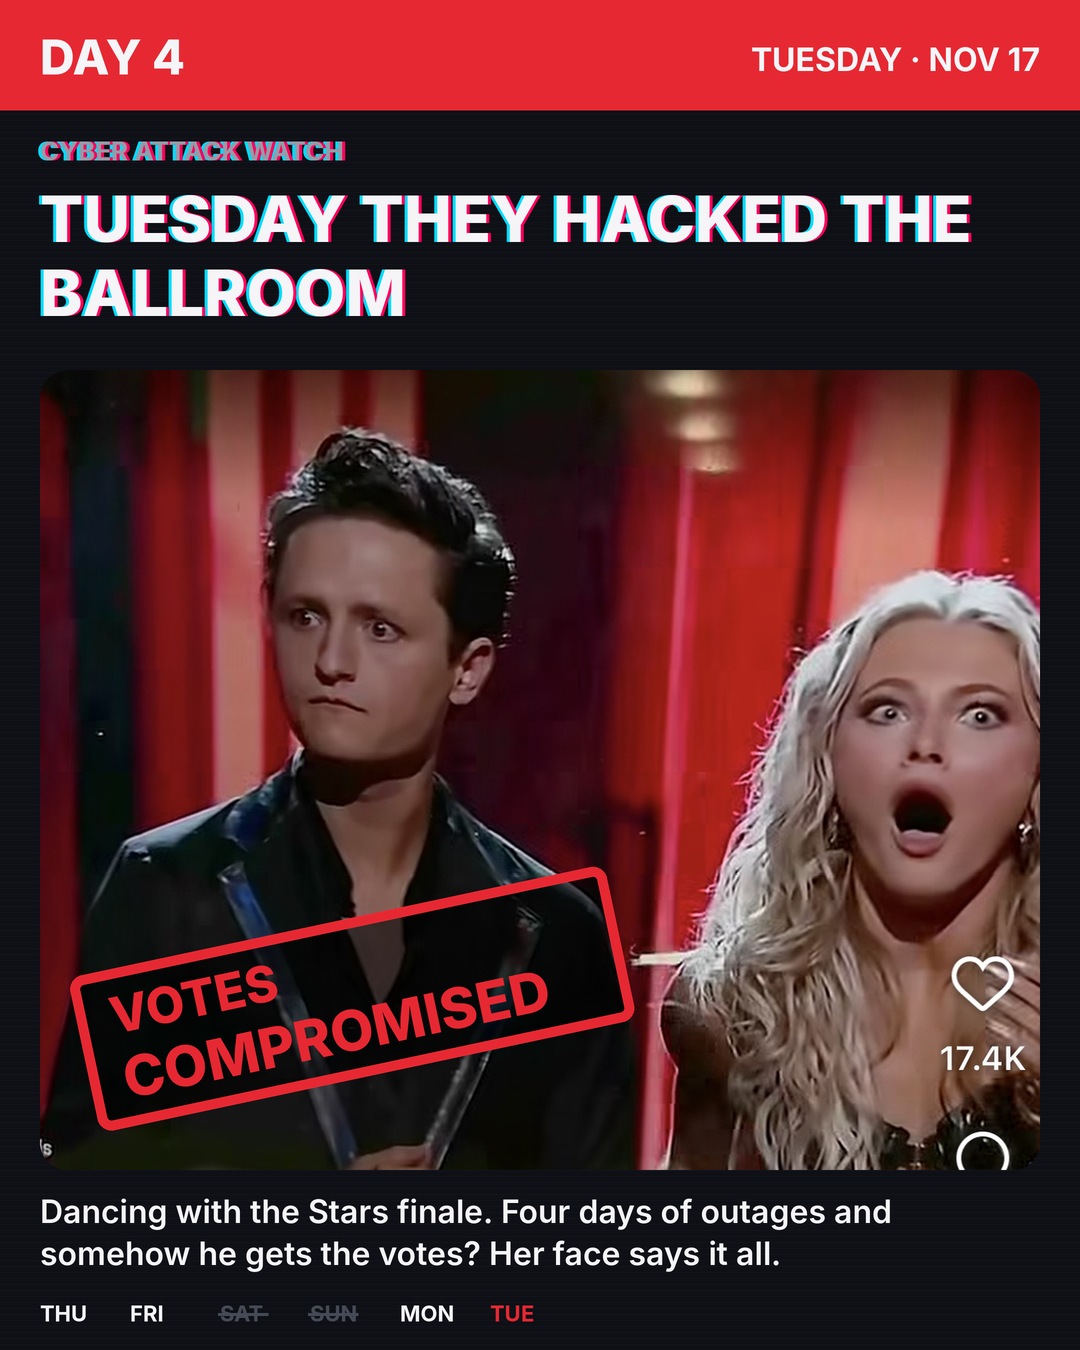 DAY 4
TUESDAY · NOV 17
CYBER ATTACK WATCH
TUESDAY THEY HACKED THE
BALLROOM
VOTES
COMPROMISED
17.4K
Dancing with the Stars finale. Four days of outages and
somehow he gets the votes? Her face says it all.
THU FRI SAT SUN MON TUE